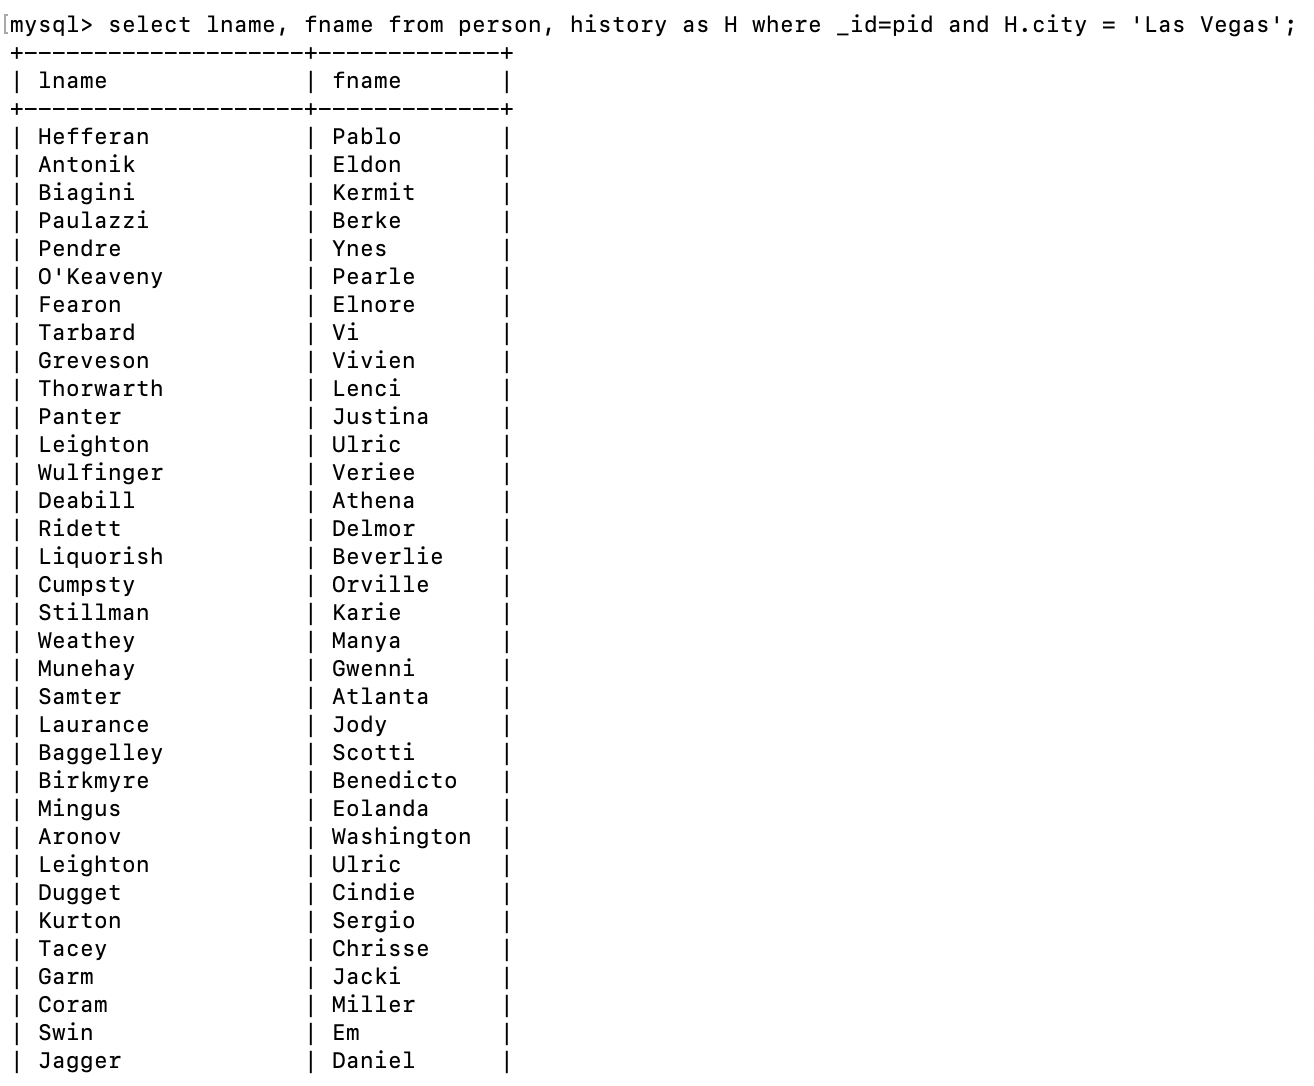 [mysql> select lname, fname from person, history as H where _id=pid and H.city = 'Las Vegas';
+--------------------+-------------+
| lname              | fname       |
+--------------------+-------------+
| Hefferan           | Pablo       |
| Antonik            | Eldon       |
| Biagini            | Kermit      |
| Paulazzi           | Berke       |
| Pendre             | Ynes        |
| O'Keaveny          | Pearle      |
| Fearon             | Elnore      |
| Tarbard            | Vi          |
| Greveson           | Vivien      |
| Thorwarth          | Lenci       |
| Panter             | Justina     |
| Leighton           | Ulric       |
| Wulfinger          | Veriee      |
| Deabill            | Athena      |
| Ridett             | Delmor      |
| Liquorish          | Beverlie    |
| Cumpsty            | Orville     |
| Stillman           | Karie       |
| Weathey            | Manya       |
| Munehay            | Gwenni      |
| Samter             | Atlanta     |
| Laurance           | Jody        |
| Baggelley          | Scotti      |
| Birkmyre           | Benedicto   |
| Mingus             | Eolanda     |
| Aronov             | Washington  |
| Leighton           | Ulric       |
| Dugget             | Cindie      |
| Kurton             | Sergio      |
| Tacey              | Chrisse     |
| Garm               | Jacki       |
| Coram              | Miller      |
| Swin               | Em          |
| Jagger             | Daniel      |